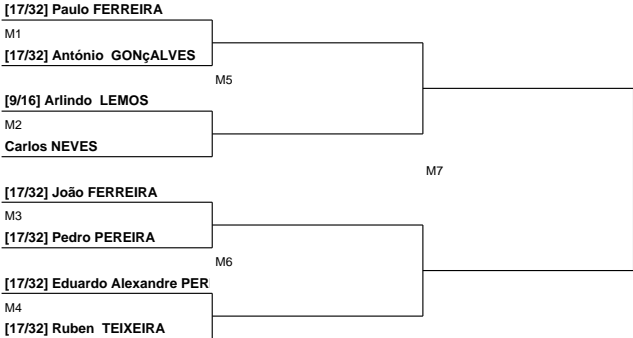 [17/32] Paulo FERREIRA
M1
[17/32] António GONçALVES
M5
[9/16] Arlindo LEMOS
M2
Carlos NEVES
M7
[17/32] João FERREIRA
M3
[17/32] Pedro PEREIRA
M6
[17/32] Eduardo Alexandre PER
M4
[17/32] Ruben TEIXEIRA